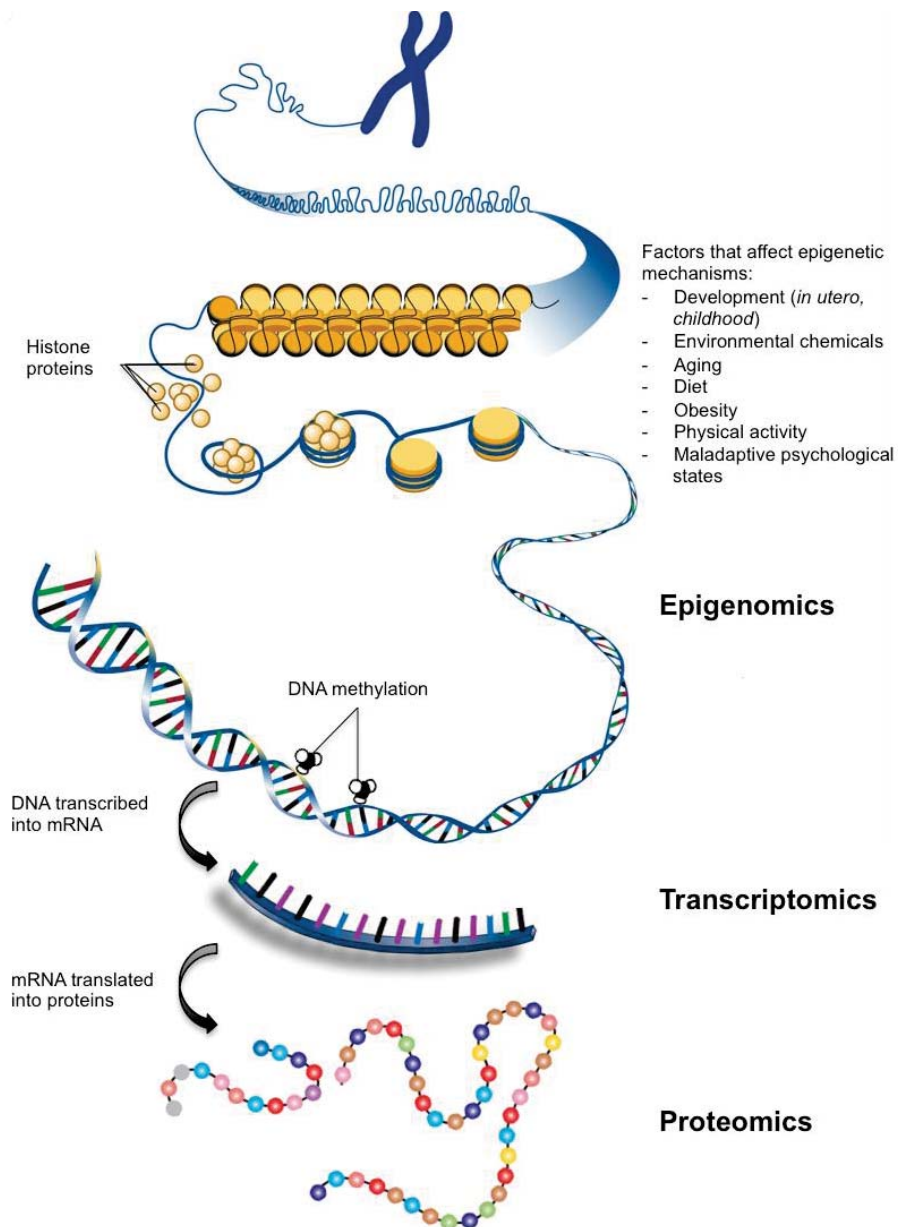 Factors that affect epigenetic
mechanisms:
- Development (in utero,
childhood)
- Environmental chemicals
- Aging
- Diet
- Obesity
- Physical activity
- Maladaptive psychological
states
Histone
proteins
Epigenomics
DNA methylation
DNA transcribed
into mRNA
Transcriptomics
mRNA translated
into proteins
Proteomics